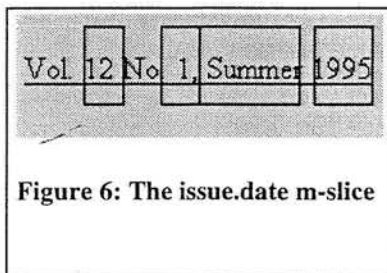 Vol. 12 No 1, Summer 1995
Figure 6: The issue.date m-slice